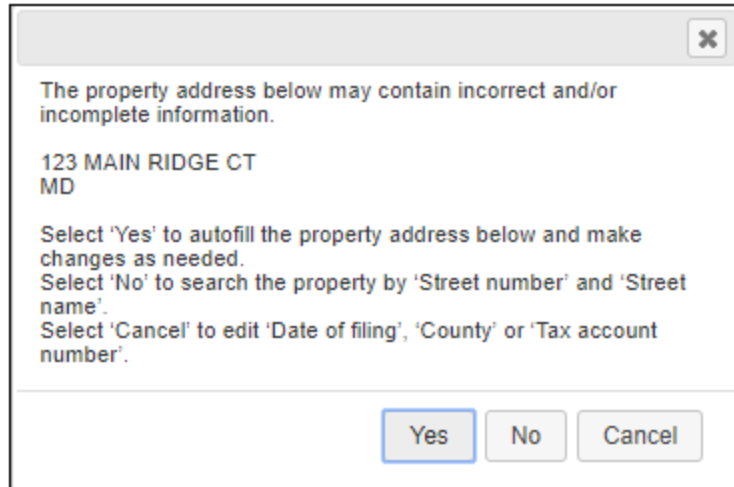 The property address below may contain incorrect and/or
incomplete information.
123 MAIN RIDGE CT
MD
Select ‘Yes’ to autofill the property address below and make
changes as needed.
Select ‘No’ to search the property by ‘Street number’ and ‘Street
name’.
Select ‘Cancel’ to edit ‘Date of filing’, ‘County’ or ‘Tax account
number’.
Yes No Cancel